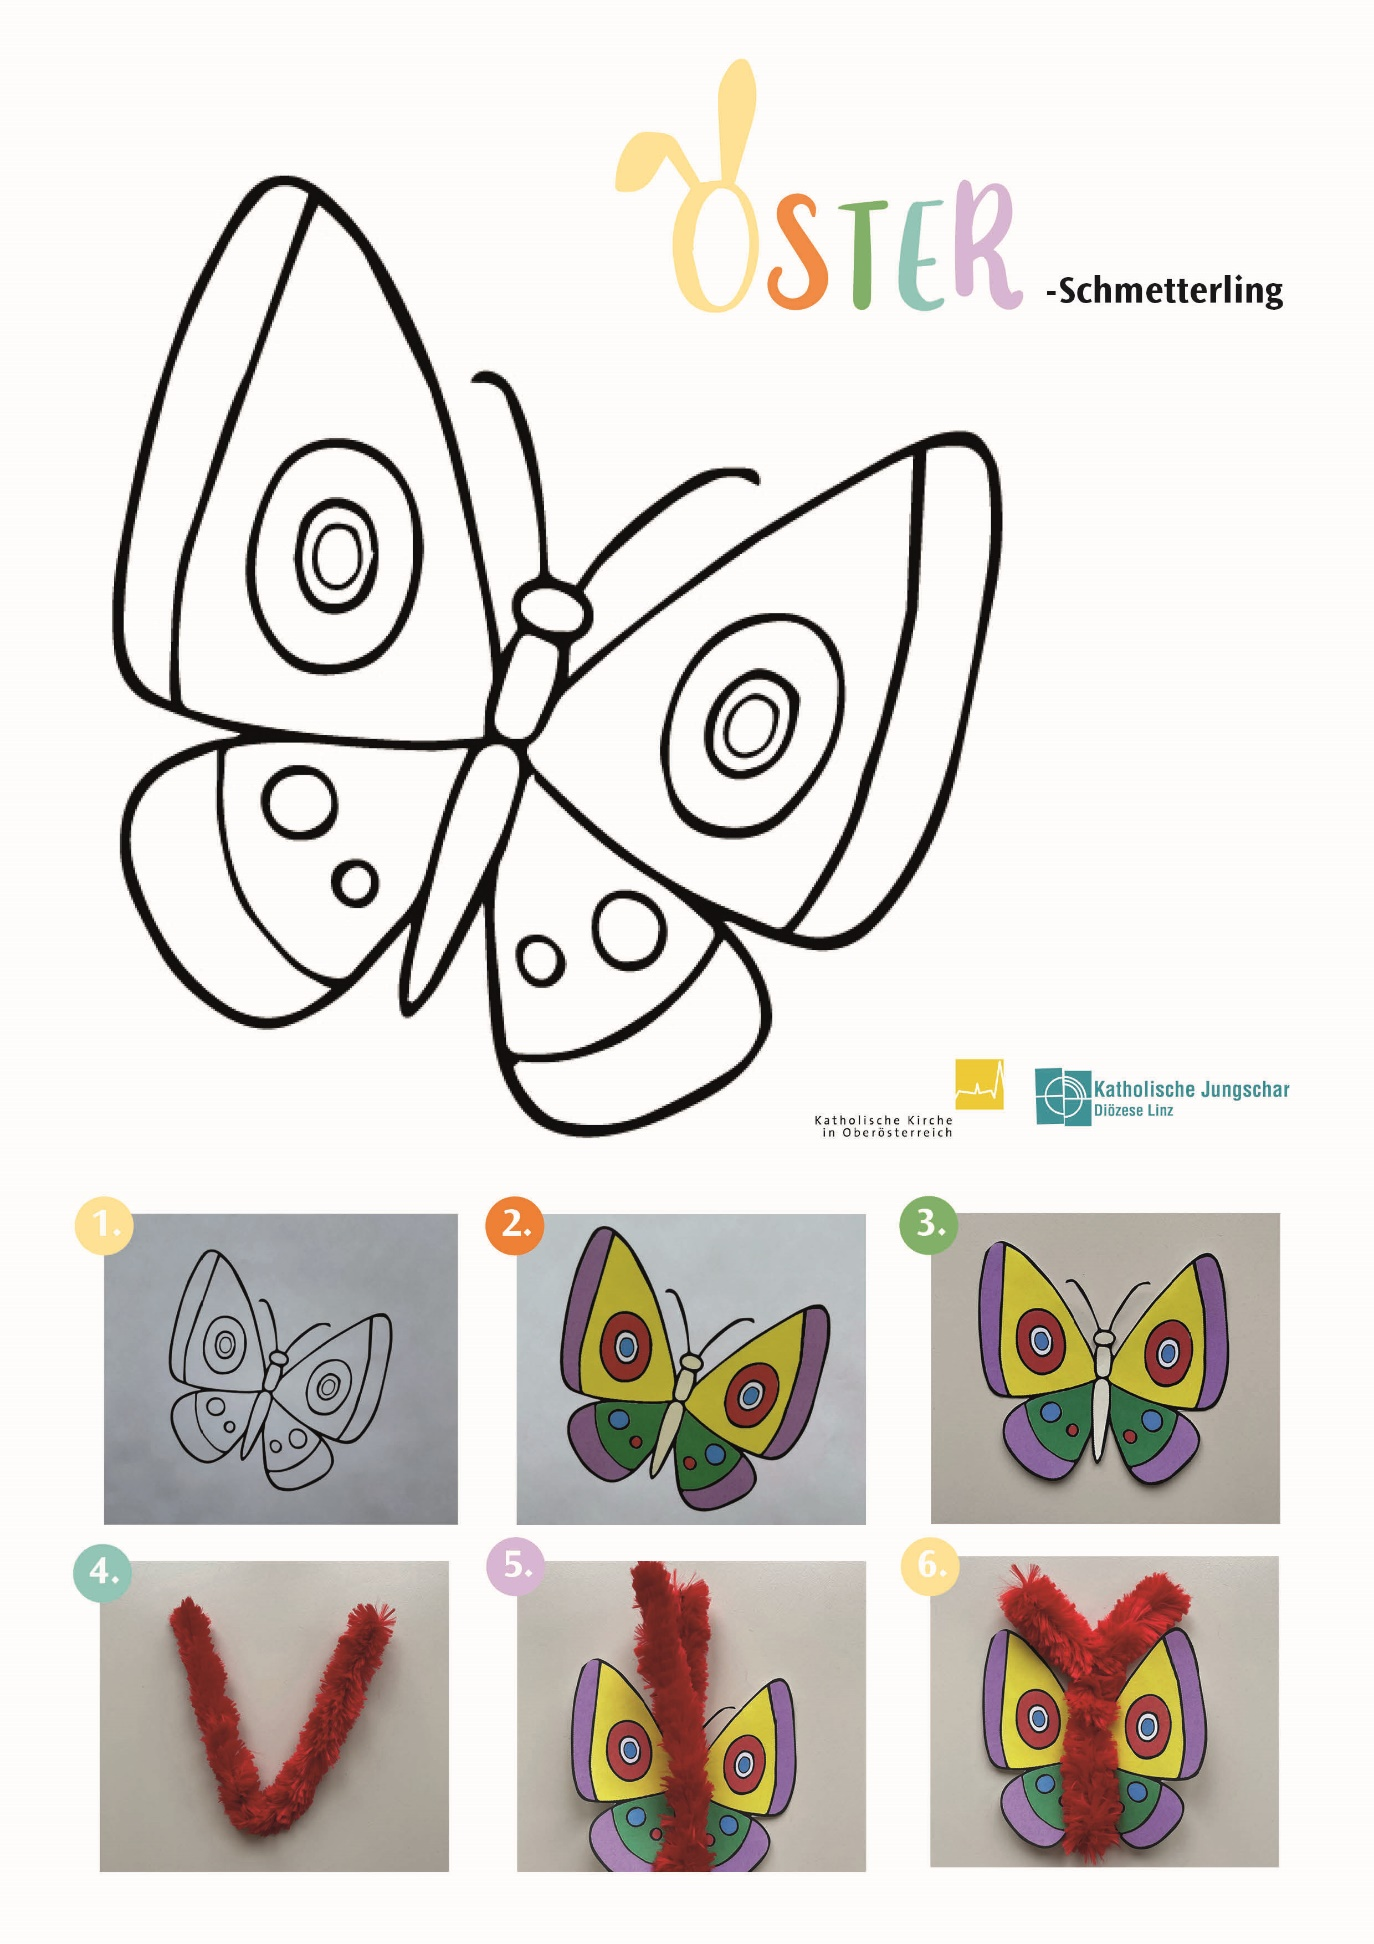 OSTER -Schmetterling
Katholische Kirche
in Oberösterreich
Katholische Jungschar
Diözese Linz
1.
2.
3.
4.
5.
6.